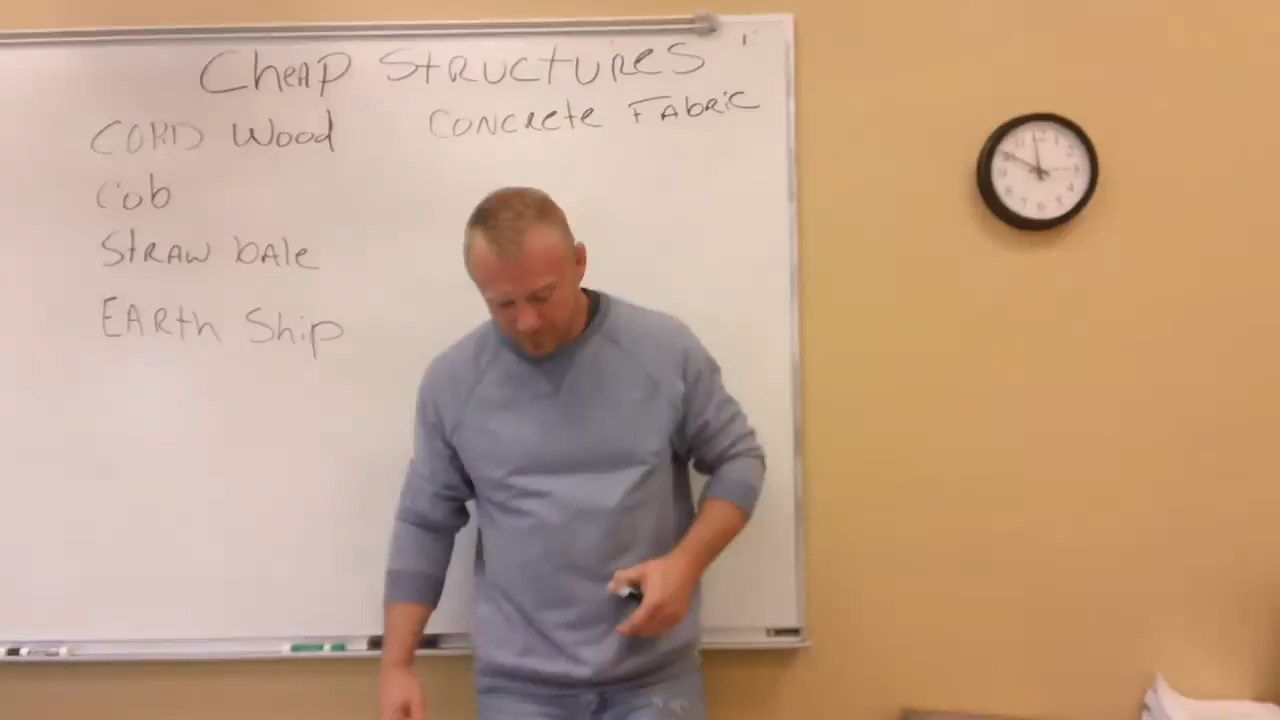 Cheap Structures
Cord Wood
Concrete Fabric
Cob
Straw bale
Earth Ship